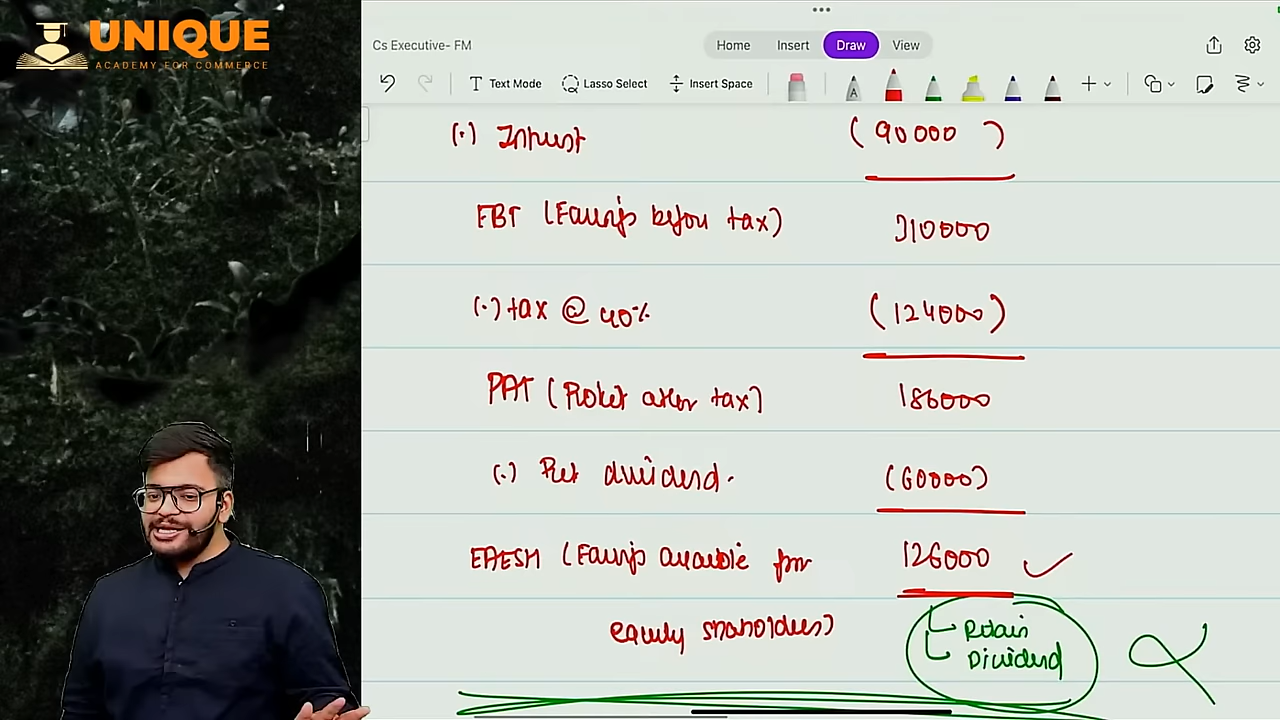 UNIQUE
ACADEMY FOR COMMERCE
Cs Executive- FM
Home Insert Draw View
Text Mode Lasso Select Insert Space
(-) Interest (90000)
EBT (Earnings before tax) 310000
(-) tax @ 40% (124000)
PAT (Profit after tax) 186000
(-) Pref dividend. (60000)
EAESH (Earnings available for 126000
equity shareholders)
Retain
Dividend